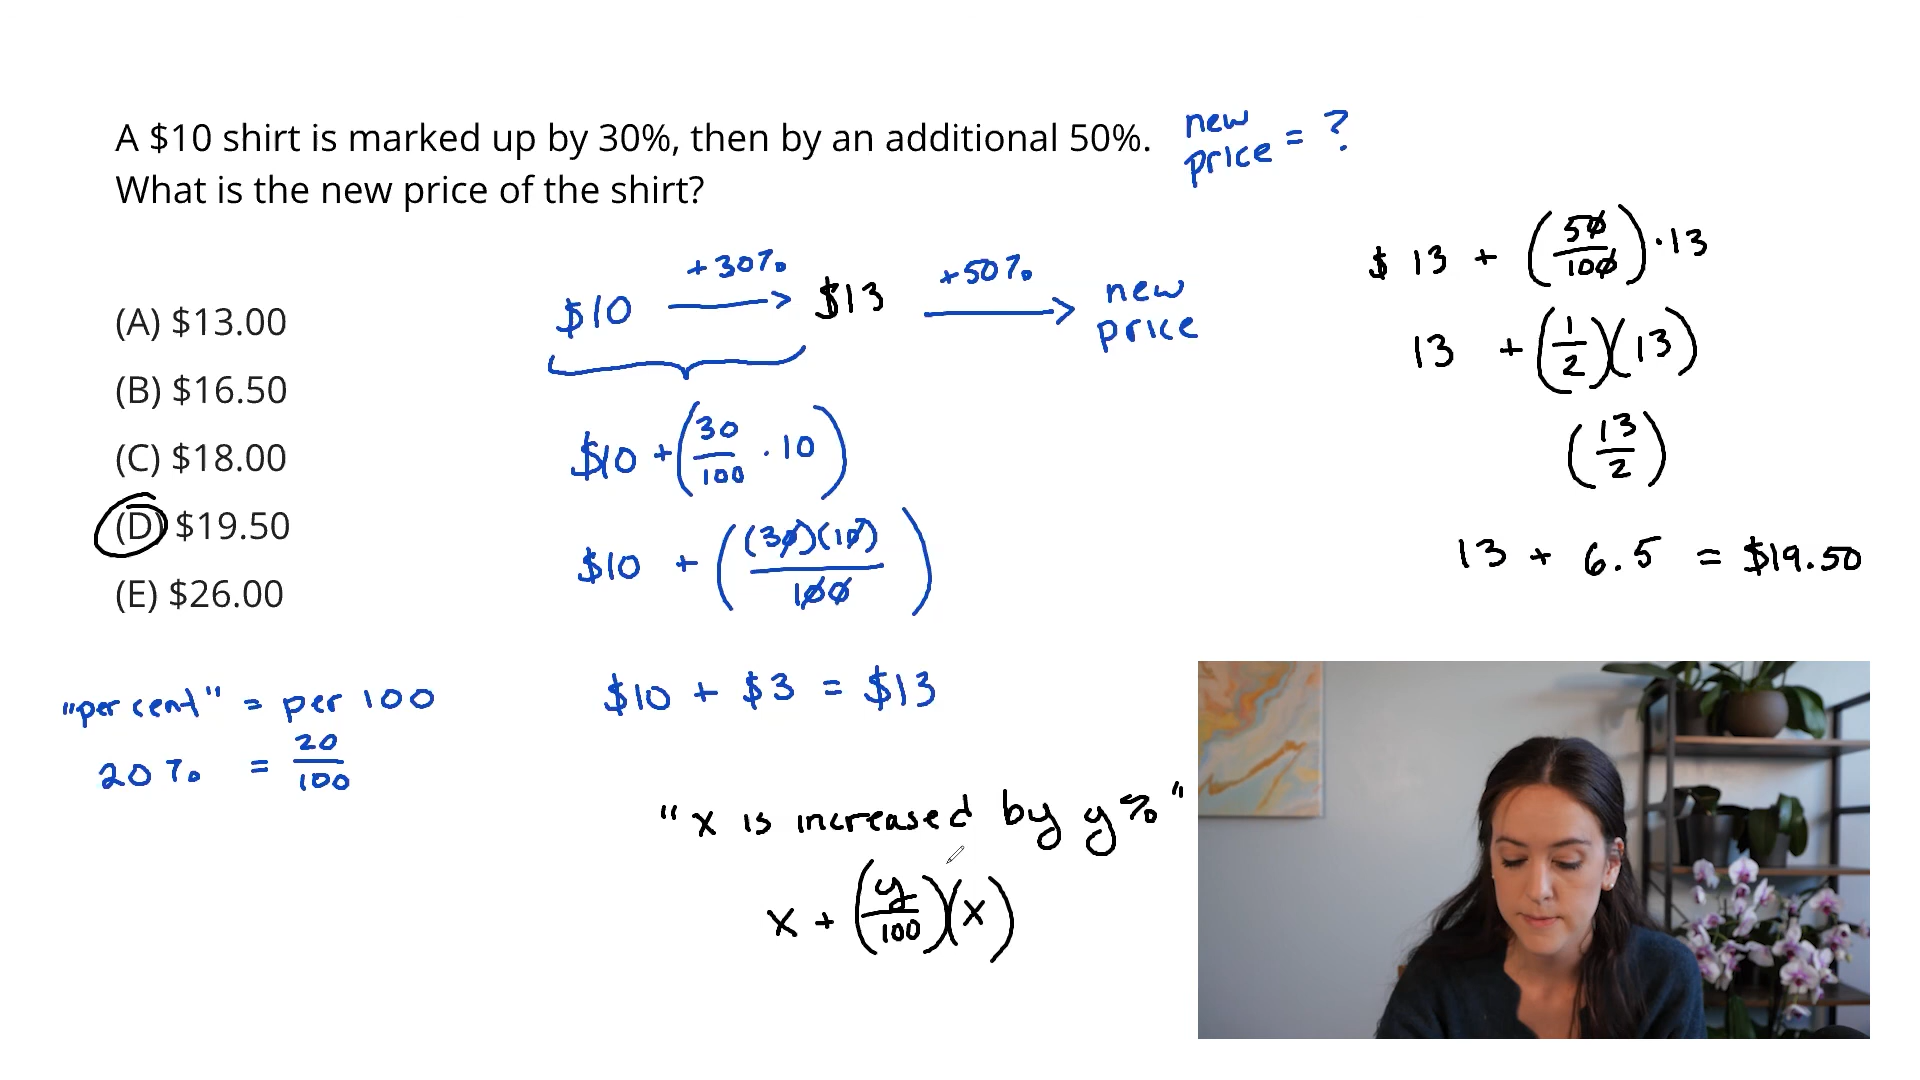 A $10 shirt is marked up by 30%, then by an additional 50%.
What is the new price of the shirt?
new
price = ?
(A) $13.00
(B) $16.50
(C) $18.00
(D) $19.50
(E) $26.00
"per cent" = per 100
20% = 20/100
+30%
+50%
$10 → $13 → new
price
$10 + (30/100 · 10)
$10 + ((30)(10)/100)
$10 + $3 = $13
"x is increased by y%"
x + (y/100)(x)
$ 13 + (50/100) · 13
13 + (1/2)(13)
(13/2)
13 + 6.5 = $19.50